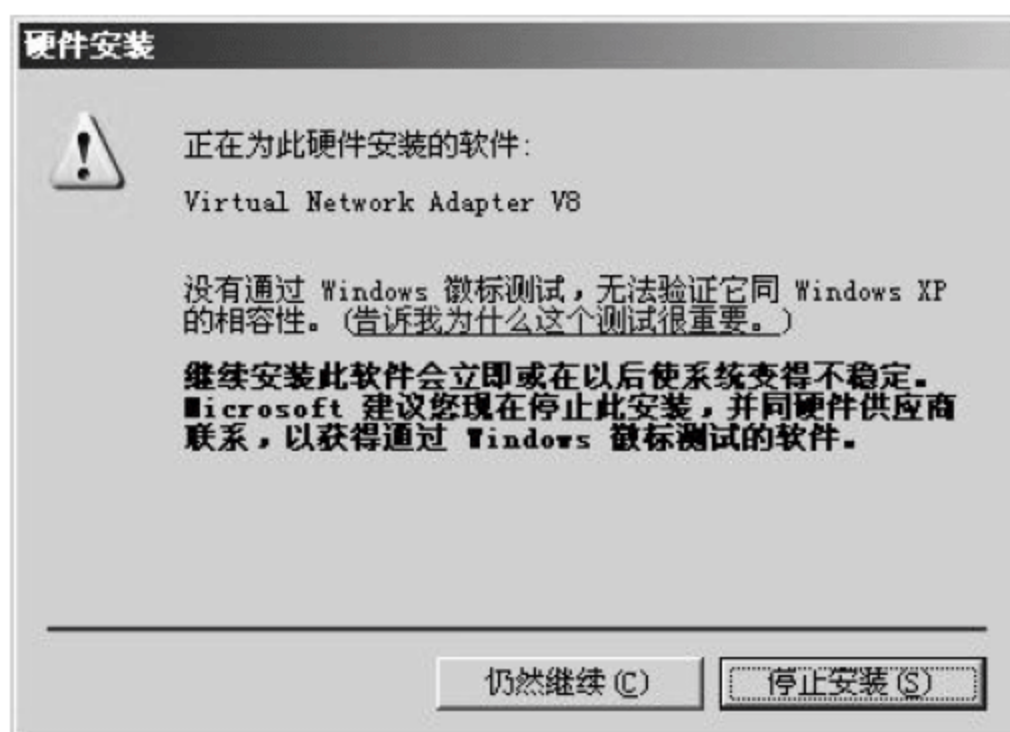 硬件安装
正在为此硬件安装的软件:
Virtual Network Adapter V8
没有通过 Windows 徽标测试，无法验证它同 Windows XP
的相容性。(告诉我为什么这个测试很重要。)
继续安装此软件会立即或在以后使系统变得不稳定。
Microsoft 建议您现在停止此安装，并同硬件供应商
联系，以获得通过 Windows 徽标测试的软件。
仍然继续(C)
停止安装(S)